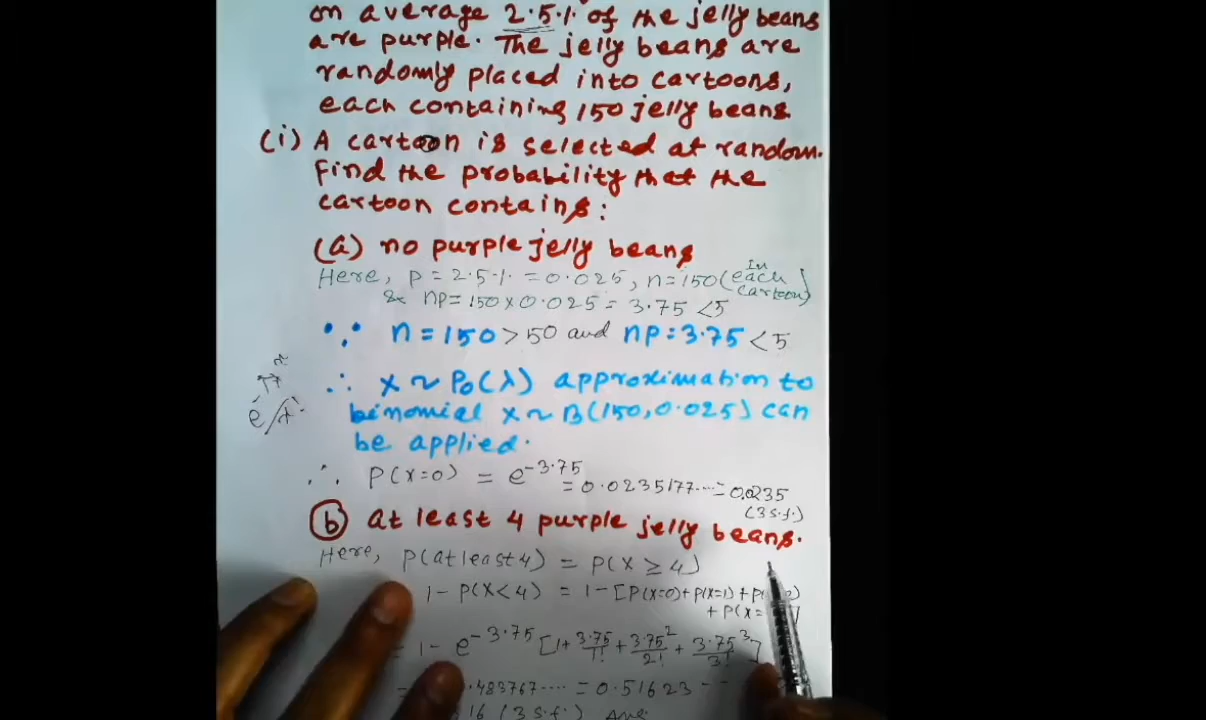 on average 2.5% of the jelly beans
are purple. The jelly beans are
randomly placed into cartoons,
each containing 150 jelly beans.
(i) A cartoon is selected at random.
Find the probability that the
cartoon contains:
(a) no purple jelly beans
Here, p = 2.5% = 0.025, n = 150 (In each cartoon)
& np = 150 × 0.025 = 3.75 < 5
∵ n = 150 > 50 and np = 3.75 < 5
∴ X ~ Po(λ) approximation to
binomial X ~ B(150, 0.025) can
be applied.
∴ P(X=0) = e^-3.75 = 0.0235177.... = 0.0235 (3 s.f.)
(b) at least 4 purple jelly beans.
Here, P(at least 4) = P(X ≥ 4)
1 - P(X < 4) = 1 - [P(X=0) + P(X=1) +
+ P(X=
= 1 - e^-3.75 [1 + 3.75/1! + 3.75^2/2! + 3.75^3/3!]
= .483767.... = 0.51623 --
16 (3 s.f.) Ans